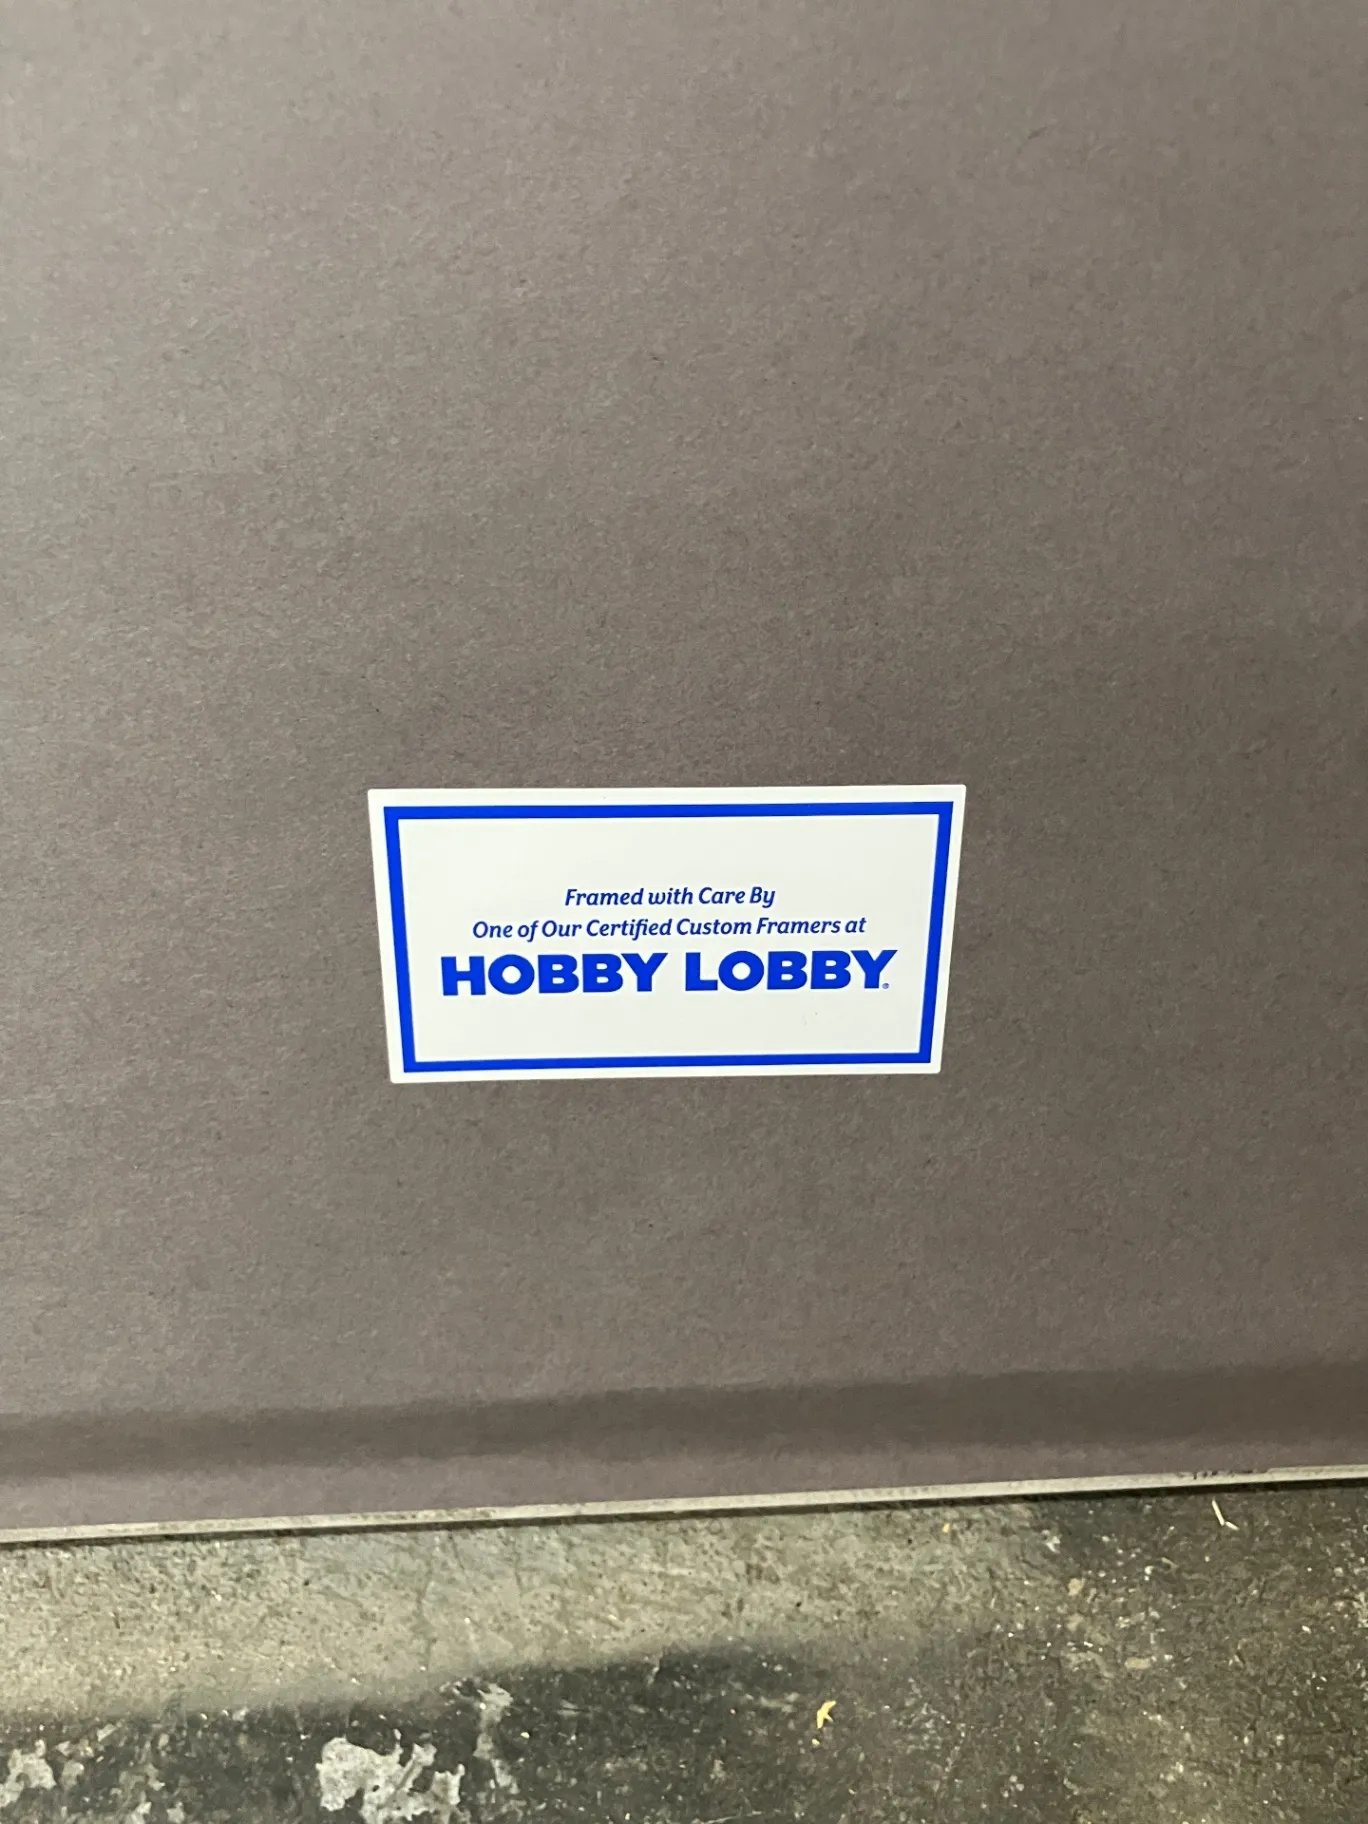 Framed with Care By
One of Our Certified Custom Framers at
HOBBY LOBBY®